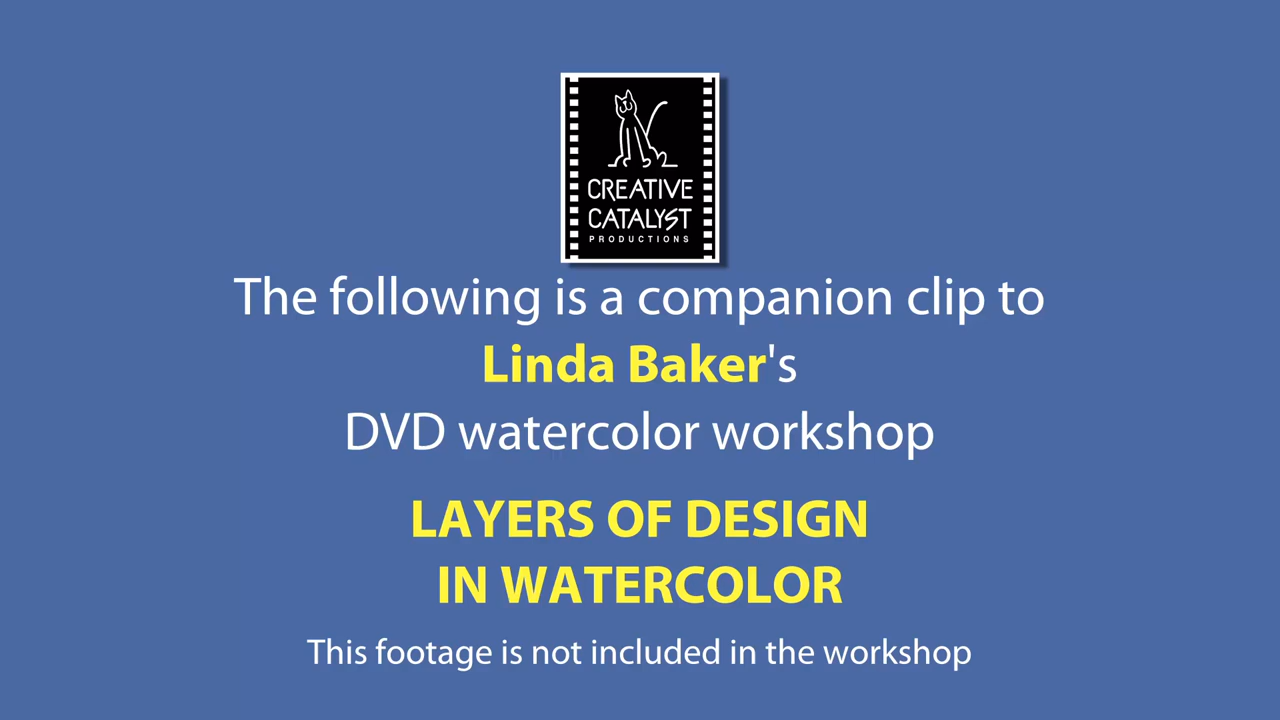 CREATIVE
CATALYST
PRODUCTIONS
The following is a companion clip to
Linda Baker's
DVD watercolor workshop
LAYERS OF DESIGN
IN WATERCOLOR
This footage is not included in the workshop